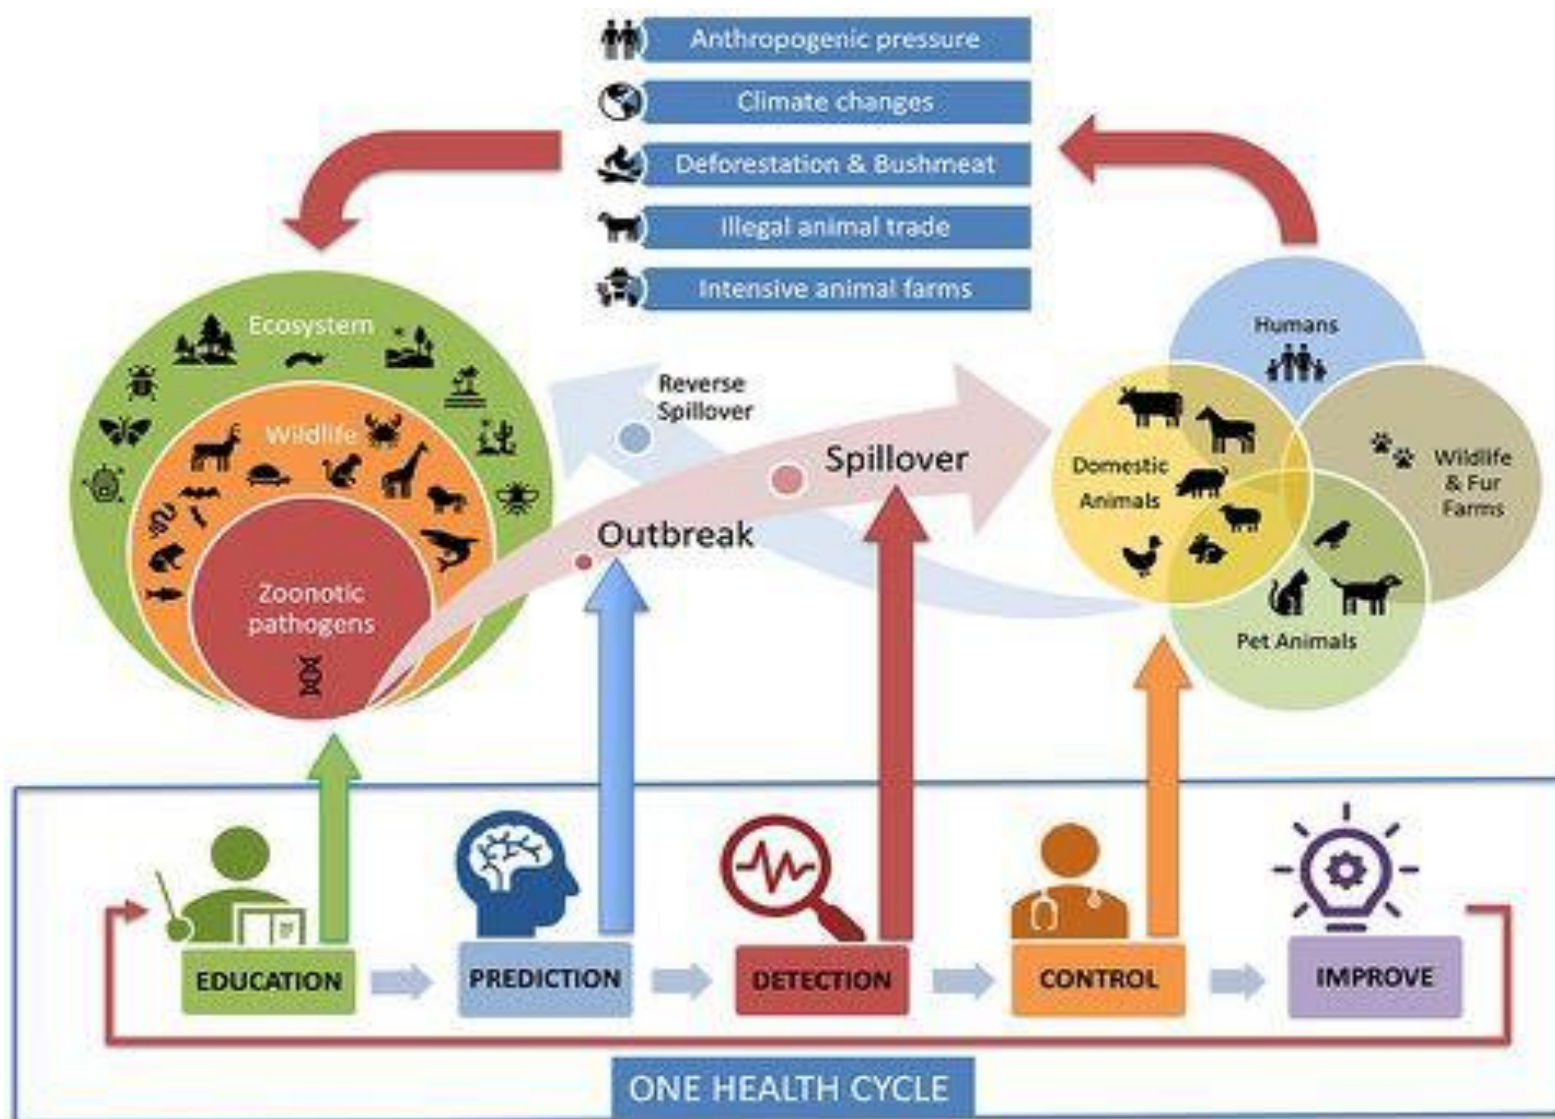 Anthropogenic pressure
Climate changes
Deforestation & Bushmeat
Illegal animal trade
Intensive animal farms
Ecosystem
Wildlife
Zoonotic
pathogens
Reverse
Spillover
Spillover
Outbreak
Humans
Domestic
Animals
Wildlife
& Fur
Farms
Pet Animals
EDUCATION
PREDICTION
DETECTION
CONTROL
IMPROVE
ONE HEALTH CYCLE